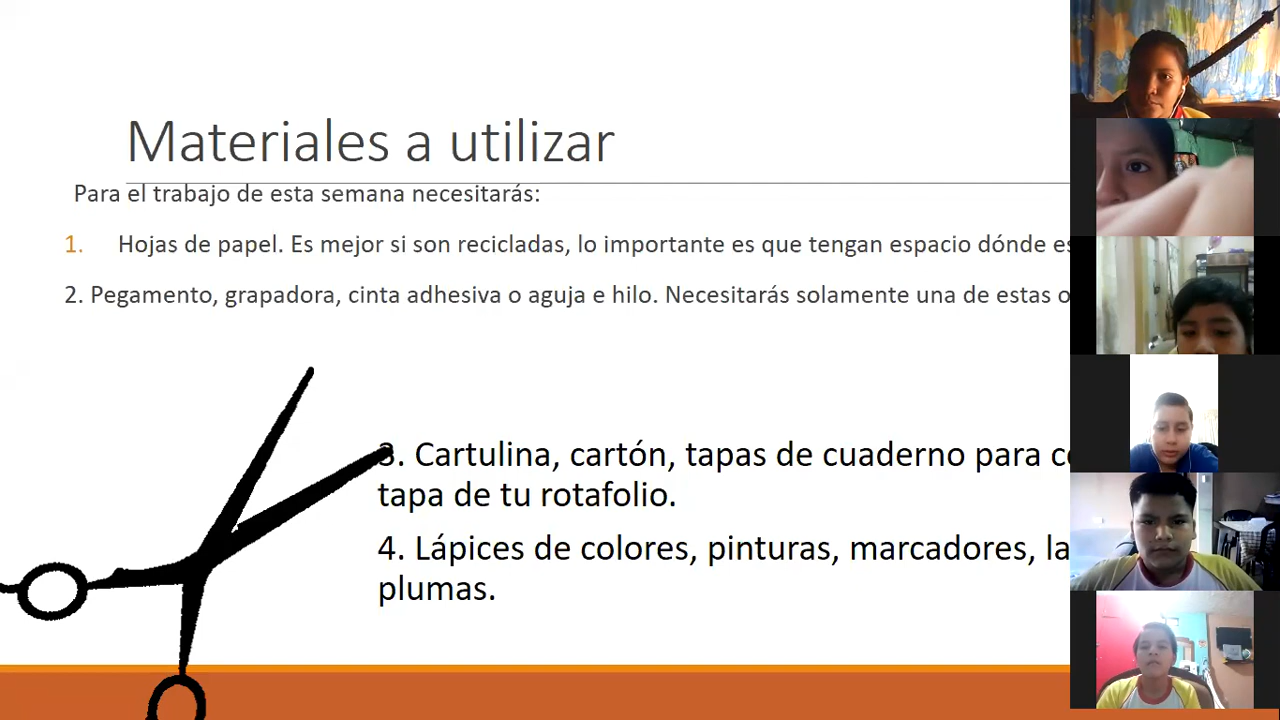 Materiales a utilizar
Para el trabajo de esta semana necesitarás:
1. Hojas de papel. Es mejor si son recicladas, lo importante es que tengan espacio dónde
2. Pegamento, grapadora, cinta adhesiva o aguja e hilo. Necesitarás solamente una de estas
3. Cartulina, cartón, tapas de cuaderno para
tapa de tu rotafolio.
4. Lápices de colores, pinturas, marcadores,
plumas.